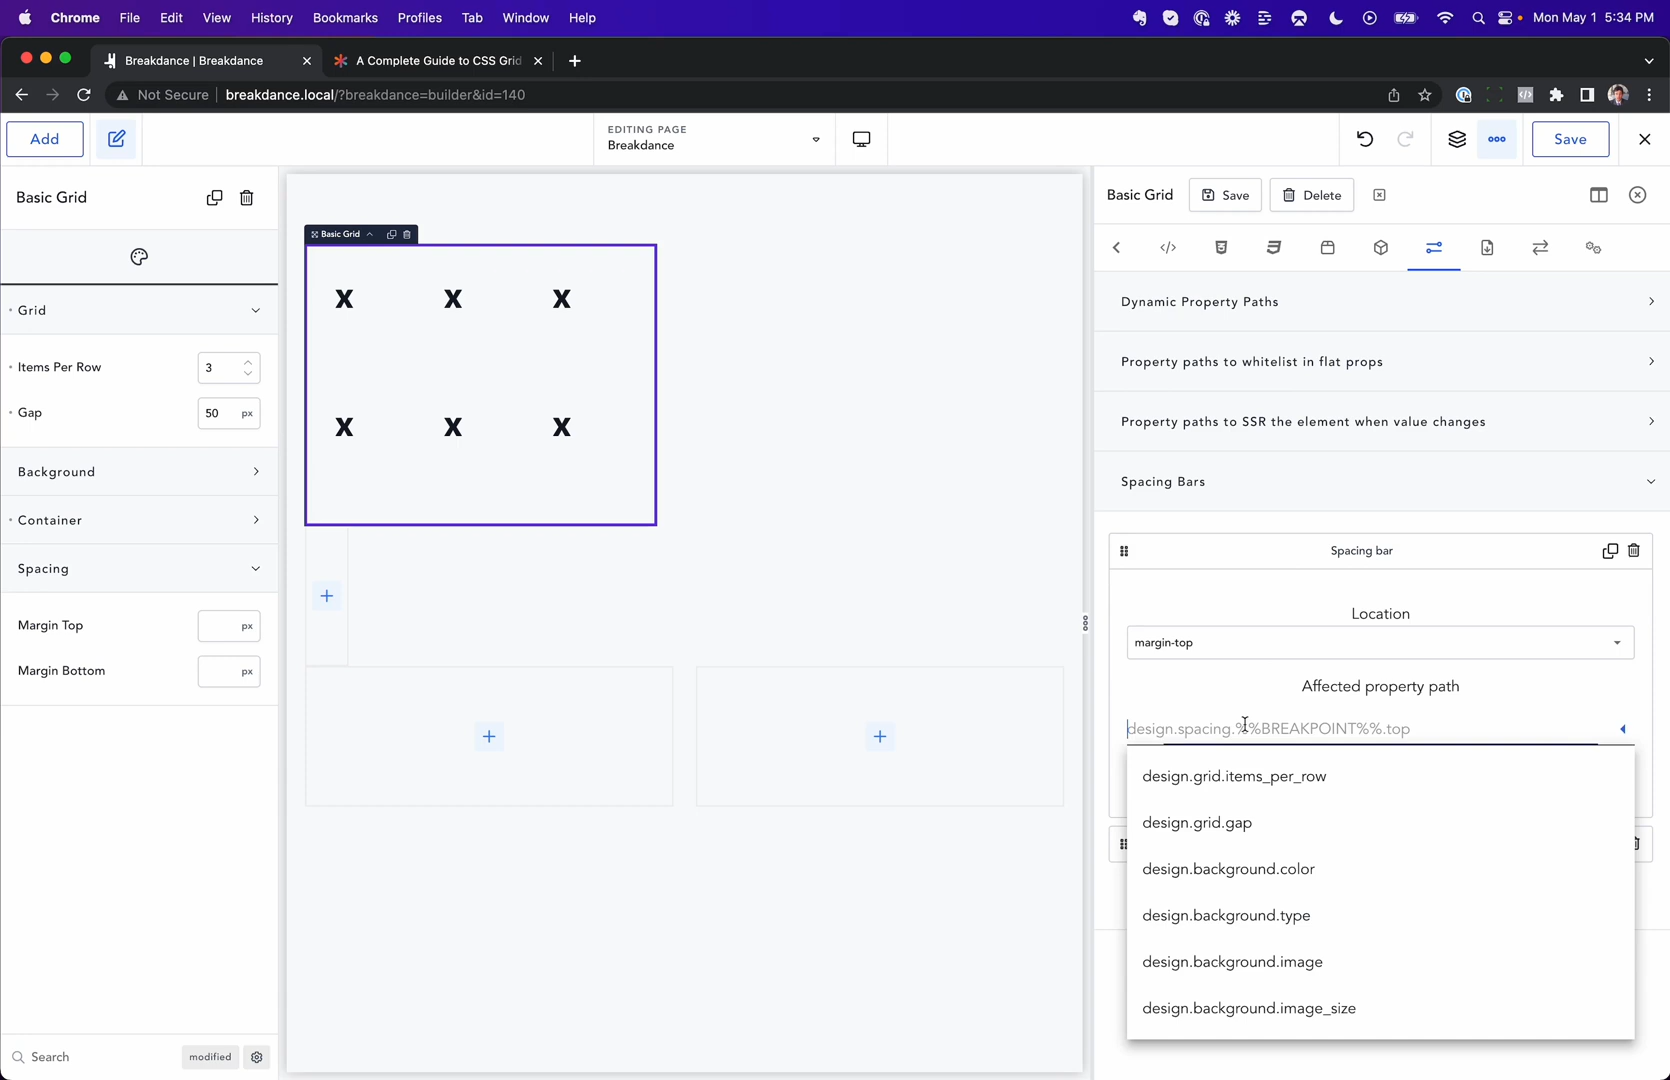 Chrome File Edit View History Bookmarks Profiles Tab Window Help
Mon May 1 5:34 PM
Breakdance | Breakdance
A Complete Guide to CSS Grid
Not Secure
breakdance.local/?breakdance=builder&id=140
Add
EDITING PAGE
Breakdance
Save
Basic Grid
Grid
Items Per Row
3
Gap
50 px
Background
Container
Spacing
Margin Top
px
Margin Bottom
px
Search
modified
Basic Grid
X X X
X X X
Basic Grid
Save
Delete
Dynamic Property Paths
Property paths to whitelist in flat props
Property paths to SSR the element when value changes
Spacing Bars
Spacing bar
Location
margin-top
Affected property path
design.spacing.%%BREAKPOINT%%.top
design.grid.items_per_row
design.grid.gap
design.background.color
design.background.type
design.background.image
design.background.image_size